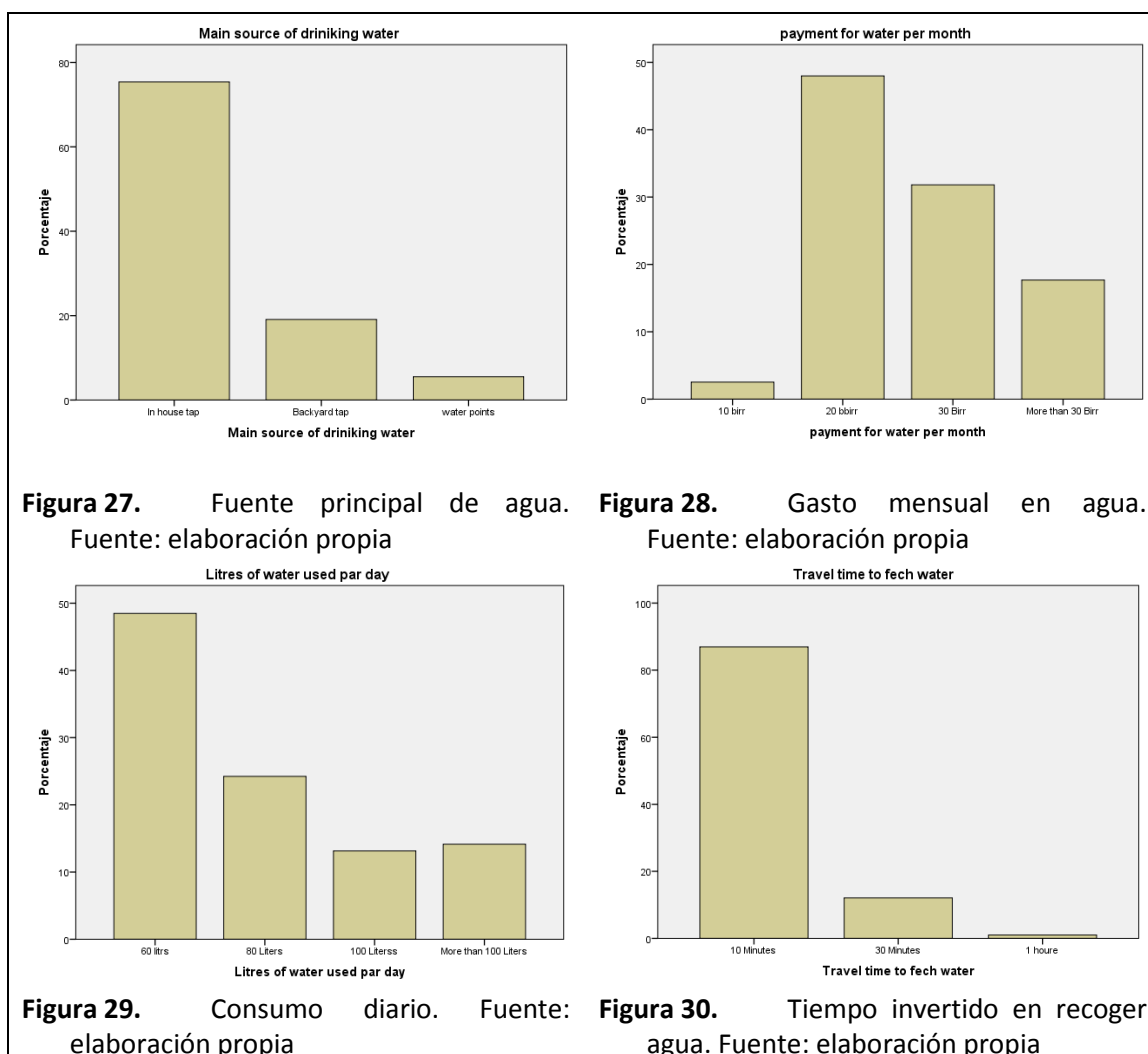 Main source of driniking water
80
60
40
20
0
Porcentaje
In house tap Backyard tap water points
Main source of driniking water
payment for water per month
50
40
30
20
10
0
Porcentaje
10 birr 20 bbirr 30 Birr More than 30 Birr
payment for water per month
Figura 27. Fuente principal de agua.
Fuente: elaboración propia
Figura 28. Gasto mensual en agua.
Fuente: elaboración propia
Litres of water used par day
50
40
30
20
10
0
Porcentaje
60 litrs 80 Liters 100 Literss More than 100 Liters
Litres of water used par day
Travel time to fech water
100
80
60
40
20
0
Porcentaje
10 Minutes 30 Minutes 1 houre
Travel time to fech water
Figura 29. Consumo diario. Fuente:
elaboración propia
Figura 30. Tiempo invertido en recoger
agua. Fuente: elaboración propia